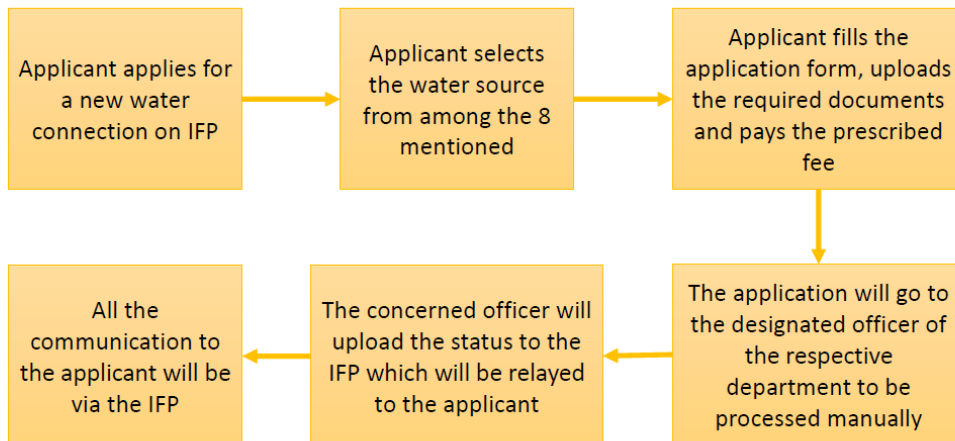 Applicant applies for
a new water
connection on IFP
Applicant selects
the water source
from among the 8
mentioned
Applicant fills the
application form, uploads
the required documents
and pays the prescribed
fee
The application will go to
the designated officer of
the respective
department to be
processed manually
The concerned officer will
upload the status to the
IFP which will be relayed
to the applicant
All the
communication to
the applicant will be
via the IFP